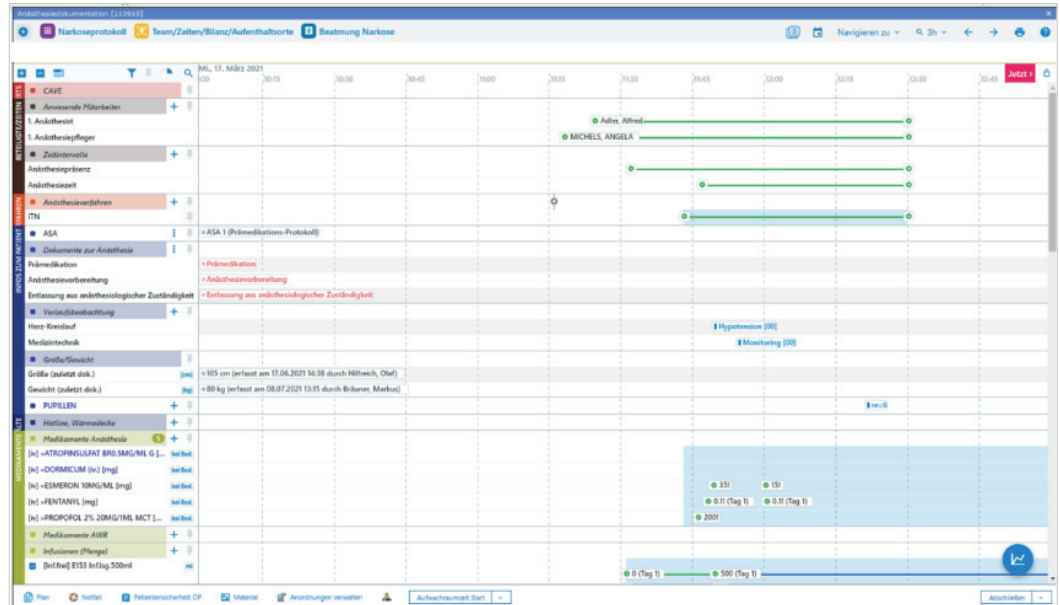 Anästhesiedokumentation [110910]
Narkoseprotokoll Team/Zeiten/Bilanz/Aufenthaltsorte Beatmung Narkose Navigieren zu 3h
Mi., 17. März 2021
10:15 10:30 10:45 11:00 11:15 11:30 11:45 12:00 12:15 12:30 12:45 Jetzt
CAVE
BETEILIGTE/ZEITEN
Anwesende Mitarbeiter
1. Anästhesist Adler, Alfred
1. Anästhesiepfleger MICHELS, ANGELA
Zeitintervalle
Anästhesiepräsenz
Anästhesiezeit
Anästhesieverfahren
ITN
INFOS ZUM PATIENT
ASA ASA 1 (Prämedikations-Protokoll)
Dokumente zur Anästhesie
Prämedikation Prämedikation
Anästhesievorbereitung Anästhesievorbereitung
Entlassung aus anästhesiologischer Zuständigkeit Entlassung aus anästhesiologischer Zuständigkeit
Verlaufsbeobachtung
Herz-Kreislauf Hypotension [00]
Medizintechnik Monitoring [00]
Größe/Gewicht
Größe (zuletzt dok.) [cm] 165 cm (erfasst am 17.06.2021 14:38 durch Hilfreich, Olaf)
Gewicht (zuletzt dok.) [kg] 80 kg (erfasst am 08.07.2021 13:15 durch Bräuner, Markus)
PUPILLEN
Hotline, Wärmedecke
MEDIKAMENTE
Medikamente Anästhesia 5
[iv] =ATROPINSULFAT BR0.5MG/ML G [... bei Bed.
[iv] =DORMICUM (iv.) [mg] bei Bed.
[iv] =ESMERON 10MG/ML [mg] bei Bed. 35! 15!
[iv] =FENTANYL [mg] bei Bed. 0.1! (Tag 1) 0.1! (Tag 1)
[iv] =PROPOFOL 2% 20MG/1ML MCT [... bei Bed. 200!
Medikamente AWR
Infusionen (Menge)
[Inf.frei] E153 Inf.lsg.500ml ml 0 (Tag 1) 500 (Tag 1)
Plan Notfall Patientensicherheit OP Material Anordnungen verwalten Aufwachraumzeit Start Abschließen